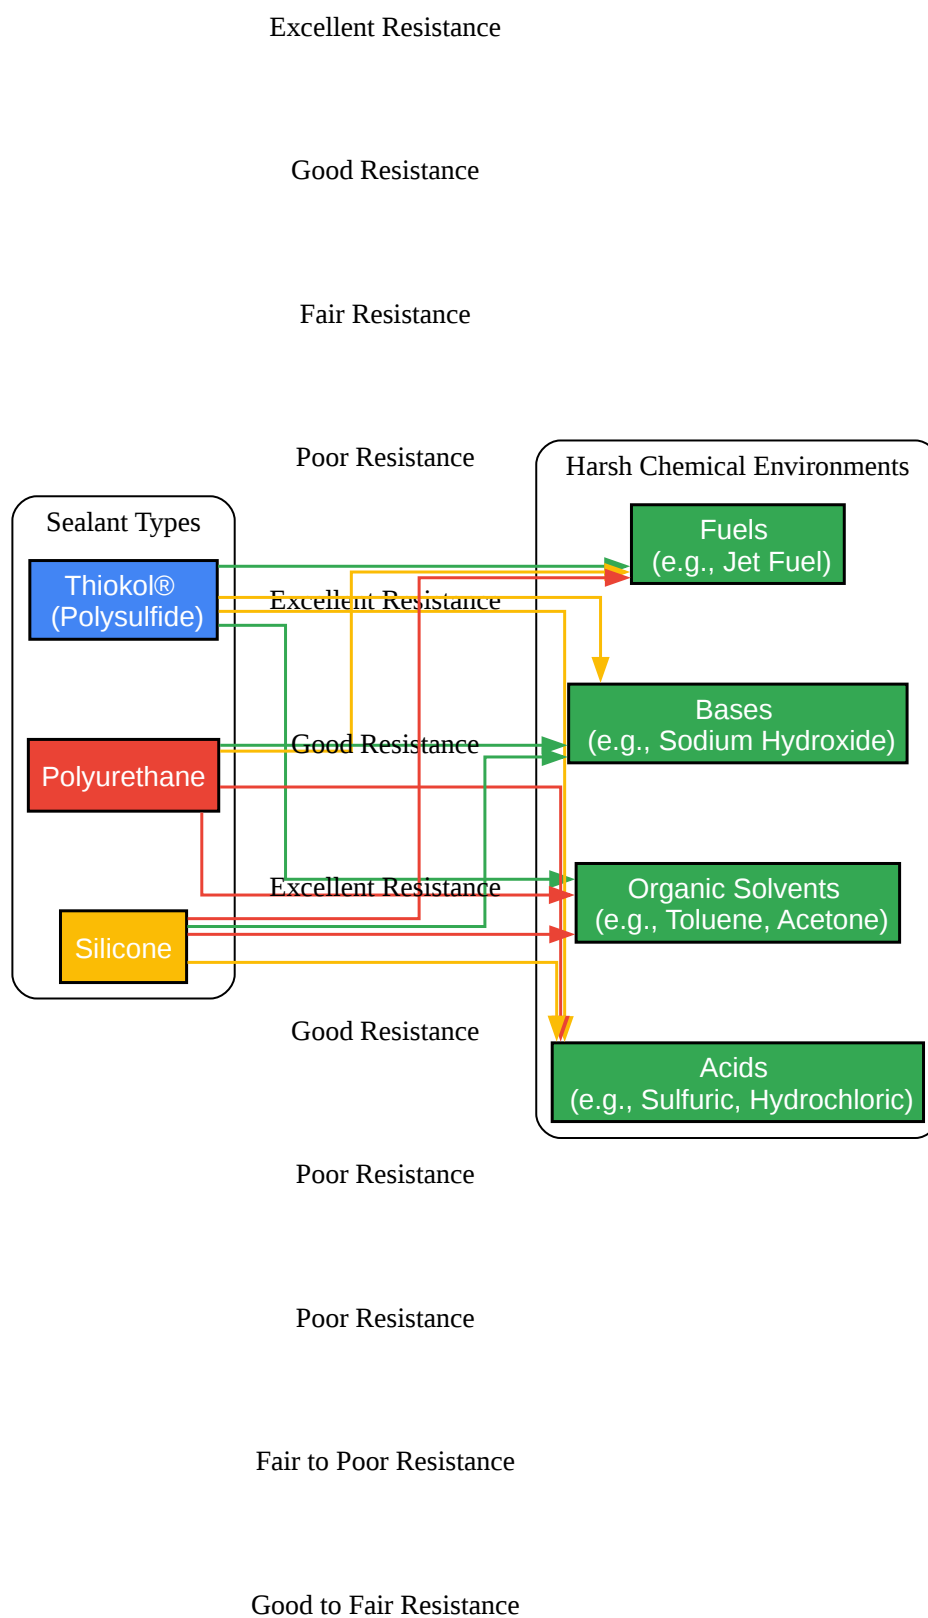 Excellent Resistance
Good Resistance
Fair Resistance
Poor Resistance
Harsh Chemical Environments
Sealant Types
Fuels
(e.g., Jet Fuel)
Thiokol®
(Polysulfide)
Excellent Resistance
Bases
(e.g., Sodium Hydroxide)
Good Resistance
Polyurethane
Excellent Resistance
Organic Solvents
(e.g., Toluene, Acetone)
Silicone
Good Resistance
Acids
(e.g., Sulfuric, Hydrochloric)
Poor Resistance
Poor Resistance
Fair to Poor Resistance
Good to Fair Resistance